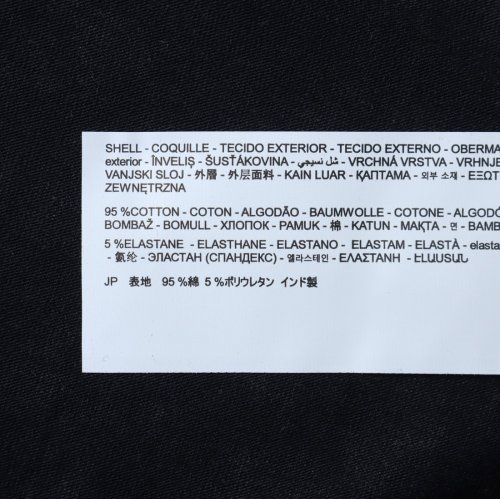 SHELL - COQUILLE - TECIDO EXTERIOR - TECIDO EXTERNO - OBERMA
exterior - ÎNVELIȘ - ŠUSŤÁKOVINA - شل نسيجي - VRCHNÁ VRSTVA - VRHNJE
VANJSKI SLOJ - 外層 - 外层面料 - KAIN LUAR - ҚАПТАМА - 외부 소재 - ΕΞΩΤ
ZEWNĘTRZNA
95 %COTTON - COTON - ALGODÃO - BAUMWOLLE - COTONE - ALGODÓ
BOMBAŽ - BOMULL - ХЛОПОК - PAMUK - 棉 - KATUN - МАҚТА - 면 - ΒΑΜΒ
5 %ELASTANE - ELASTHANE - ELASTANO - ELASTAM - ELASTÀ - elasta
- 氨纶 - ЭЛАСТАН (СПАНДЕКС) - 엘라스테인 - ΕΛΑΣΤΑΝΗ - ԷԼԱՍՏԱՆ
JP 表地 95 %綿 5 %ポリウレタン インド製